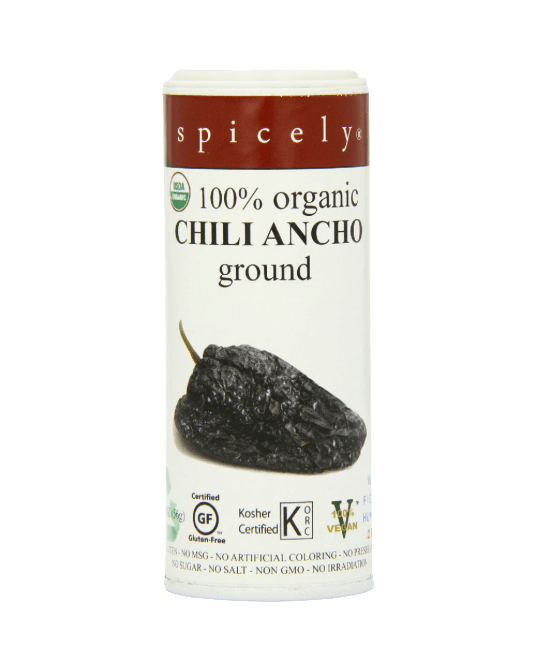 spicely®
USDA
ORGANIC
100% organic
CHILI ANCHO
ground
Certified
GF
Gluten-Free
Kosher
Certified
K
ORC
V
100%
VEGAN
- NO MSG - NO ARTIFICIAL COLORING - NO
NO SUGAR - NO SALT - NON GMO - NO IRRADIATION